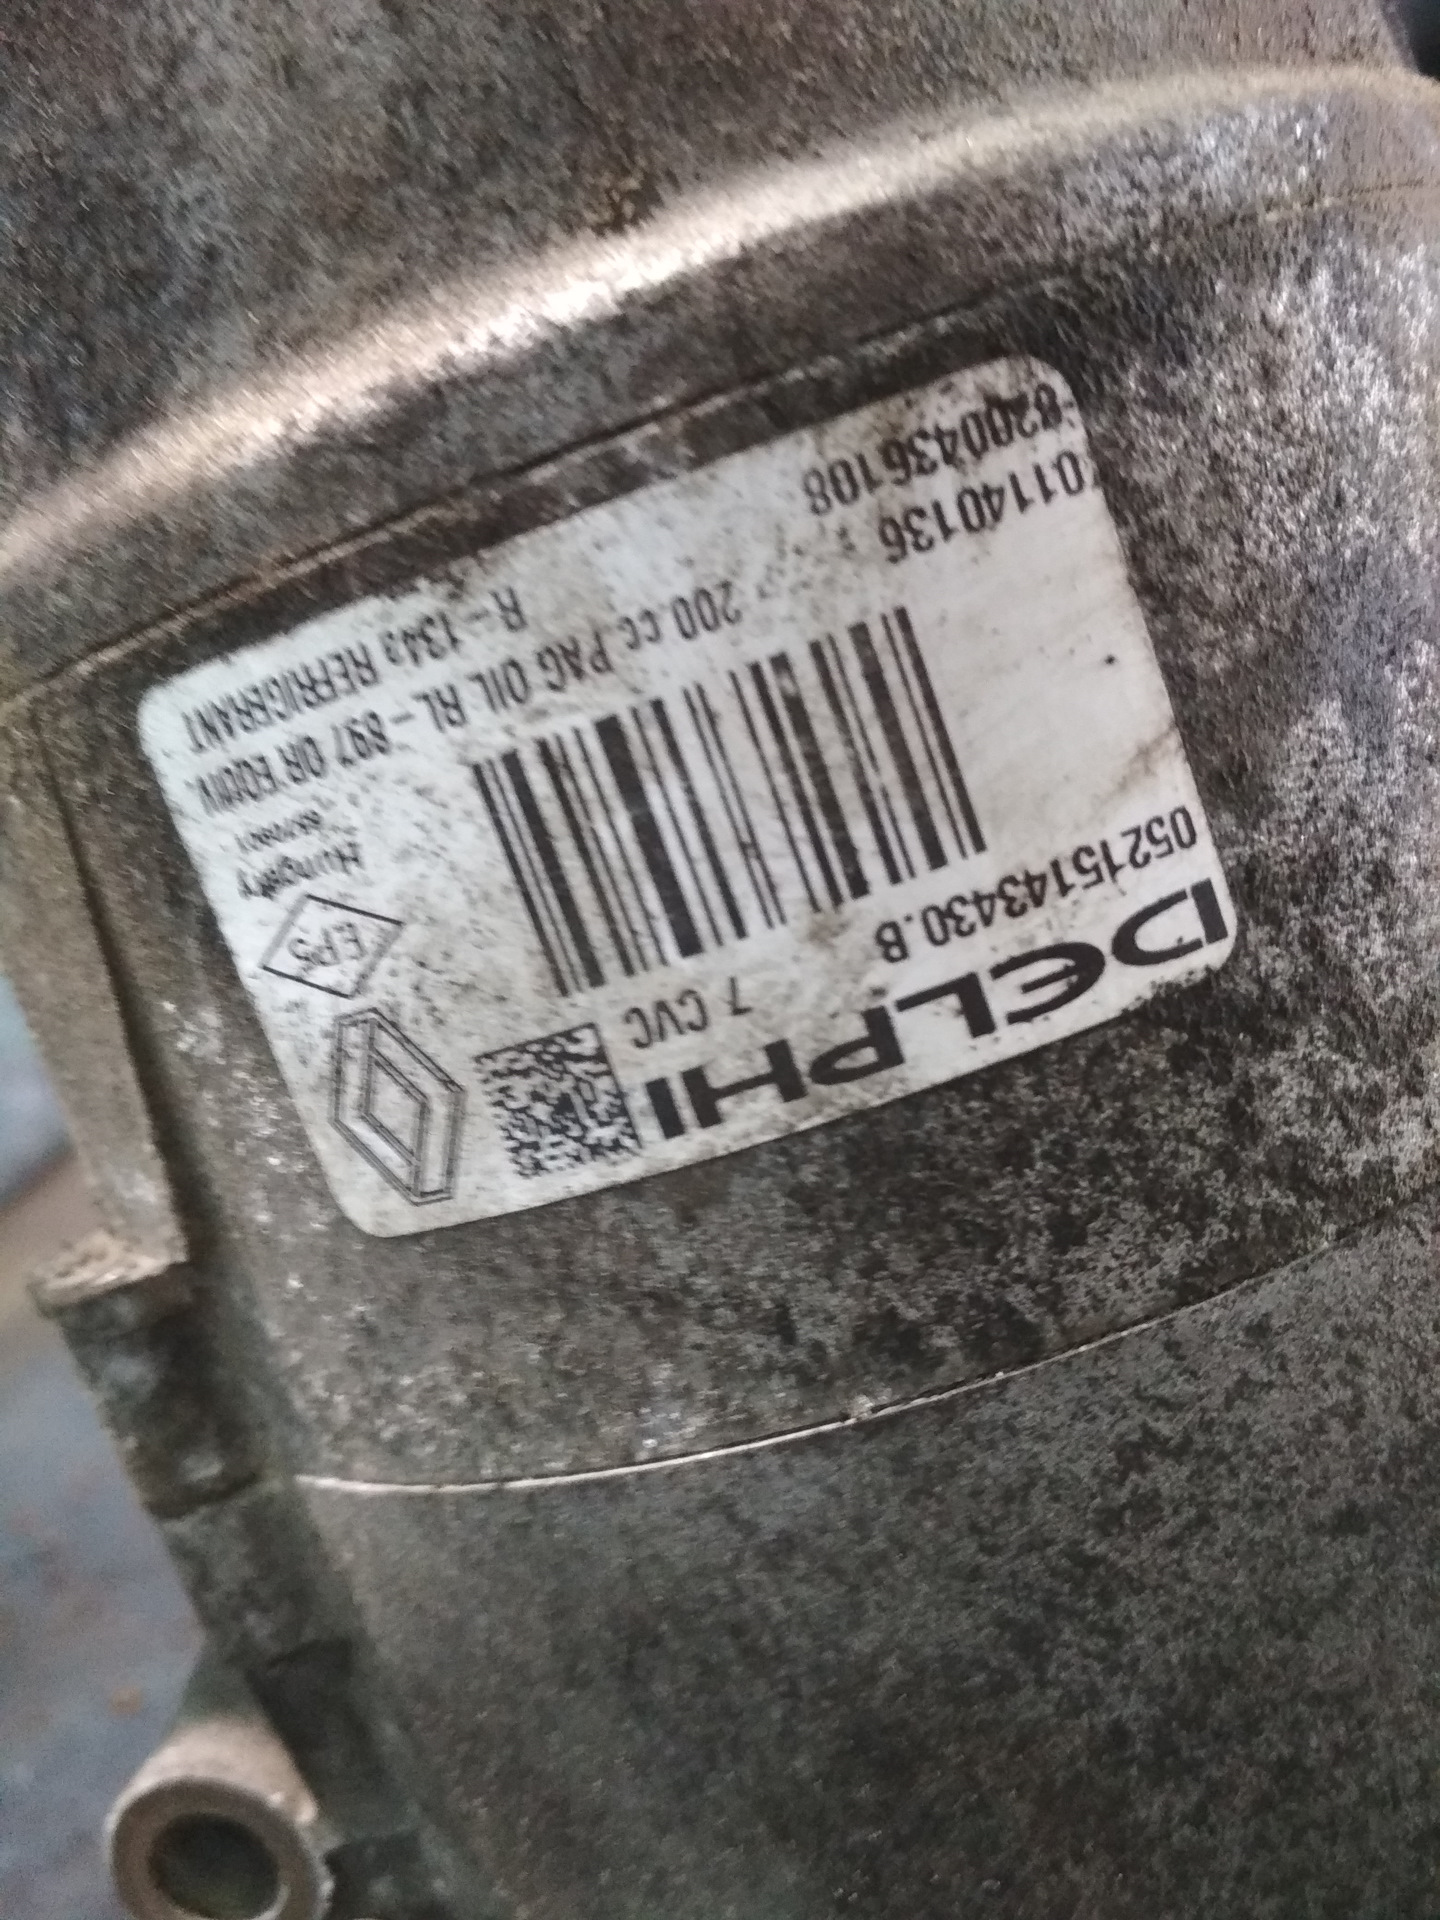 DELPHI
05215143430.B 7 CVC
EPS
Hungary
01140136 200 cc PAG OIL RL-897 OR EQUIV.
8200436108 R-134a REFRIGERANT